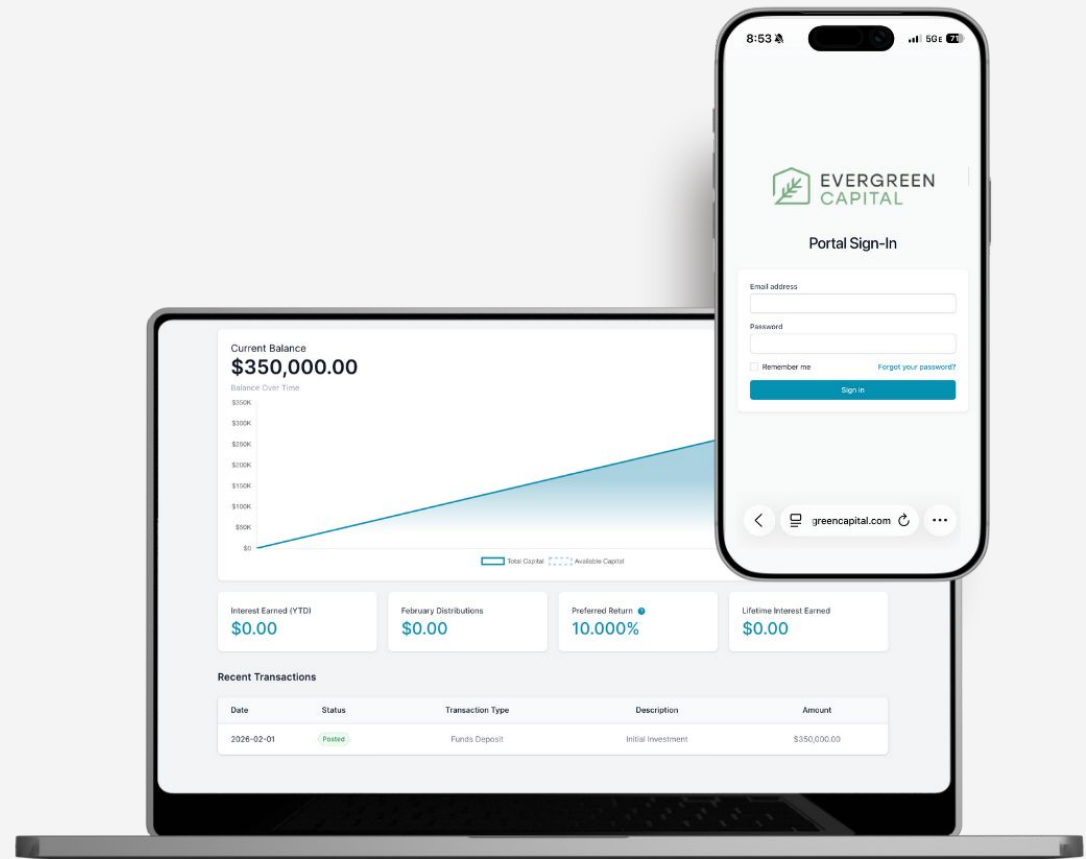 8:53
5GE 71
EVERGREEN
CAPITAL
Portal Sign-In
Email address
Password
Remember me
Forgot your password?
Sign in
greencapital.com
Current Balance
$350,000.00
Balance Over Time
$350K
$300K
$250K
$200K
$150K
$100K
$50K
$0
Total Capital
Available Capital
Interest Earned (YTD)
$0.00
February Distributions
$0.00
Preferred Return
10.000%
Lifetime Interest Earned
$0.00
Recent Transactions
Date Status Transaction Type Description Amount
2026-02-01 Posted Funds Deposit Initial Investment $350,000.00